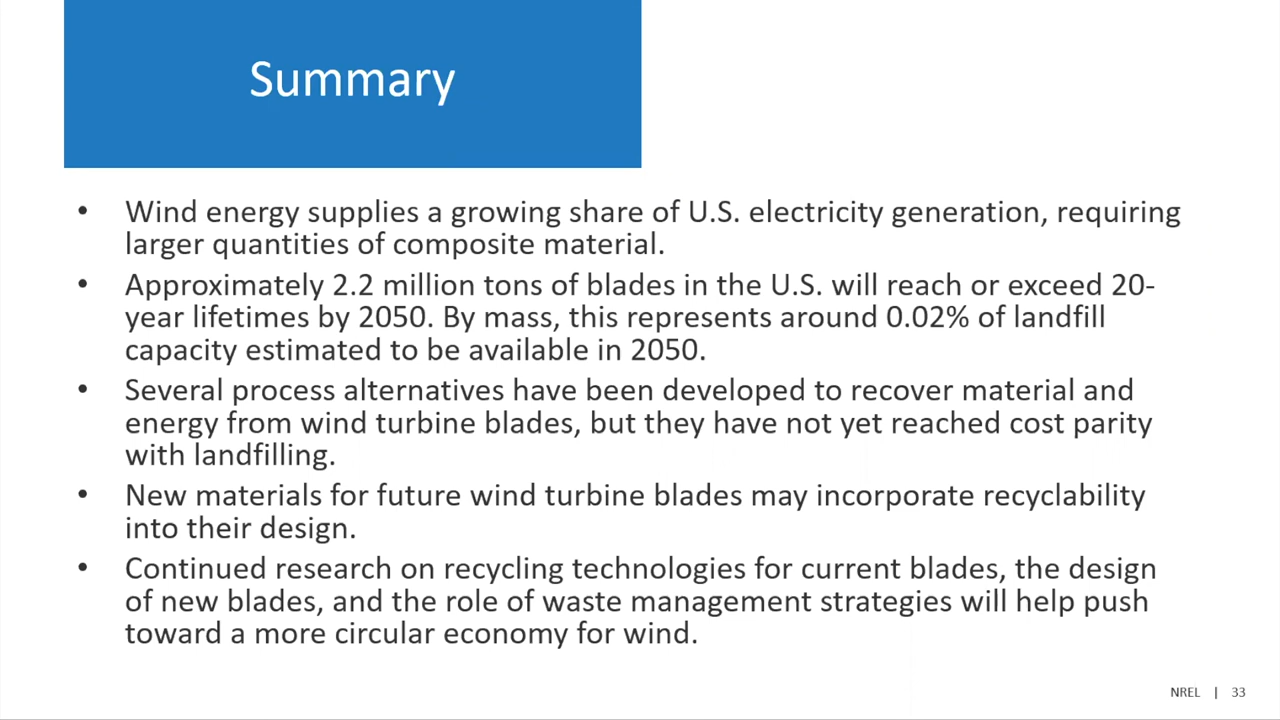 Summary
• Wind energy supplies a growing share of U.S. electricity generation, requiring
larger quantities of composite material.
• Approximately 2.2 million tons of blades in the U.S. will reach or exceed 20-
year lifetimes by 2050. By mass, this represents around 0.02% of landfill
capacity estimated to be available in 2050.
• Several process alternatives have been developed to recover material and
energy from wind turbine blades, but they have not yet reached cost parity
with landfilling.
• New materials for future wind turbine blades may incorporate recyclability
into their design.
• Continued research on recycling technologies for current blades, the design
of new blades, and the role of waste management strategies will help push
toward a more circular economy for wind.
NREL | 33